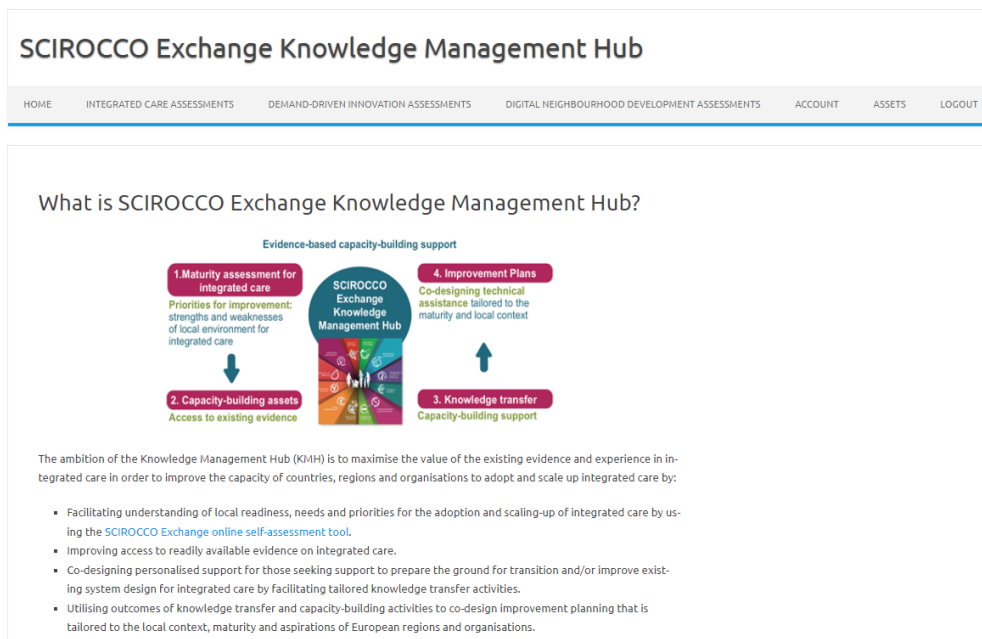 SCIROCCO Exchange Knowledge Management Hub
HOME INTEGRATED CARE ASSESSMENTS DEMAND-DRIVEN INNOVATION ASSESSMENTS DIGITAL NEIGHBOURHOOD DEVELOPMENT ASSESSMENTS ACCOUNT ASSETS LOGOUT
What is SCIROCCO Exchange Knowledge Management Hub?
Evidence-based capacity-building support
1.Maturity assessment for
integrated care
Priorities for improvement:
strengths and weaknesses
of local environment for
integrated care
2. Capacity-building assets
Access to existing evidence
SCIROCCO
Exchange
Knowledge
Management Hub
4. Improvement Plans
Co-designing technical
assistance tailored to the
maturity and local context
3. Knowledge transfer
Capacity-building support
The ambition of the Knowledge Management Hub (KMH) is to maximise the value of the existing evidence and experience in in-
tegrated care in order to improve the capacity of countries, regions and organisations to adopt and scale up integrated care by:
Facilitating understanding of local readiness, needs and priorities for the adoption and scaling-up of integrated care by us-
ing the SCIROCCO Exchange online self-assessment tool.
Improving access to readily available evidence on integrated care.
Co-designing personalised support for those seeking support to prepare the ground for transition and/or improve exist-
ing system design for integrated care by facilitating tailored knowledge transfer activities.
Utilising outcomes of knowledge transfer and capacity-building activities to co-design improvement planning that is
tailored to the local context, maturity and aspirations of European regions and organisations.